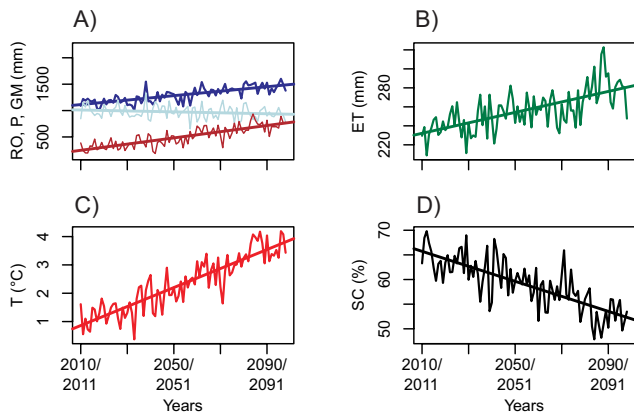 A)
B)
RO, P, GM (mm)
500
1500
ET (mm)
220
280
C)
D)
T (°C)
1
2
3
4
SC (%)
50
60
70
2010/
2011
2050/
2051
2090/
2091
Years
2010/
2011
2050/
2051
2090/
2091
Years